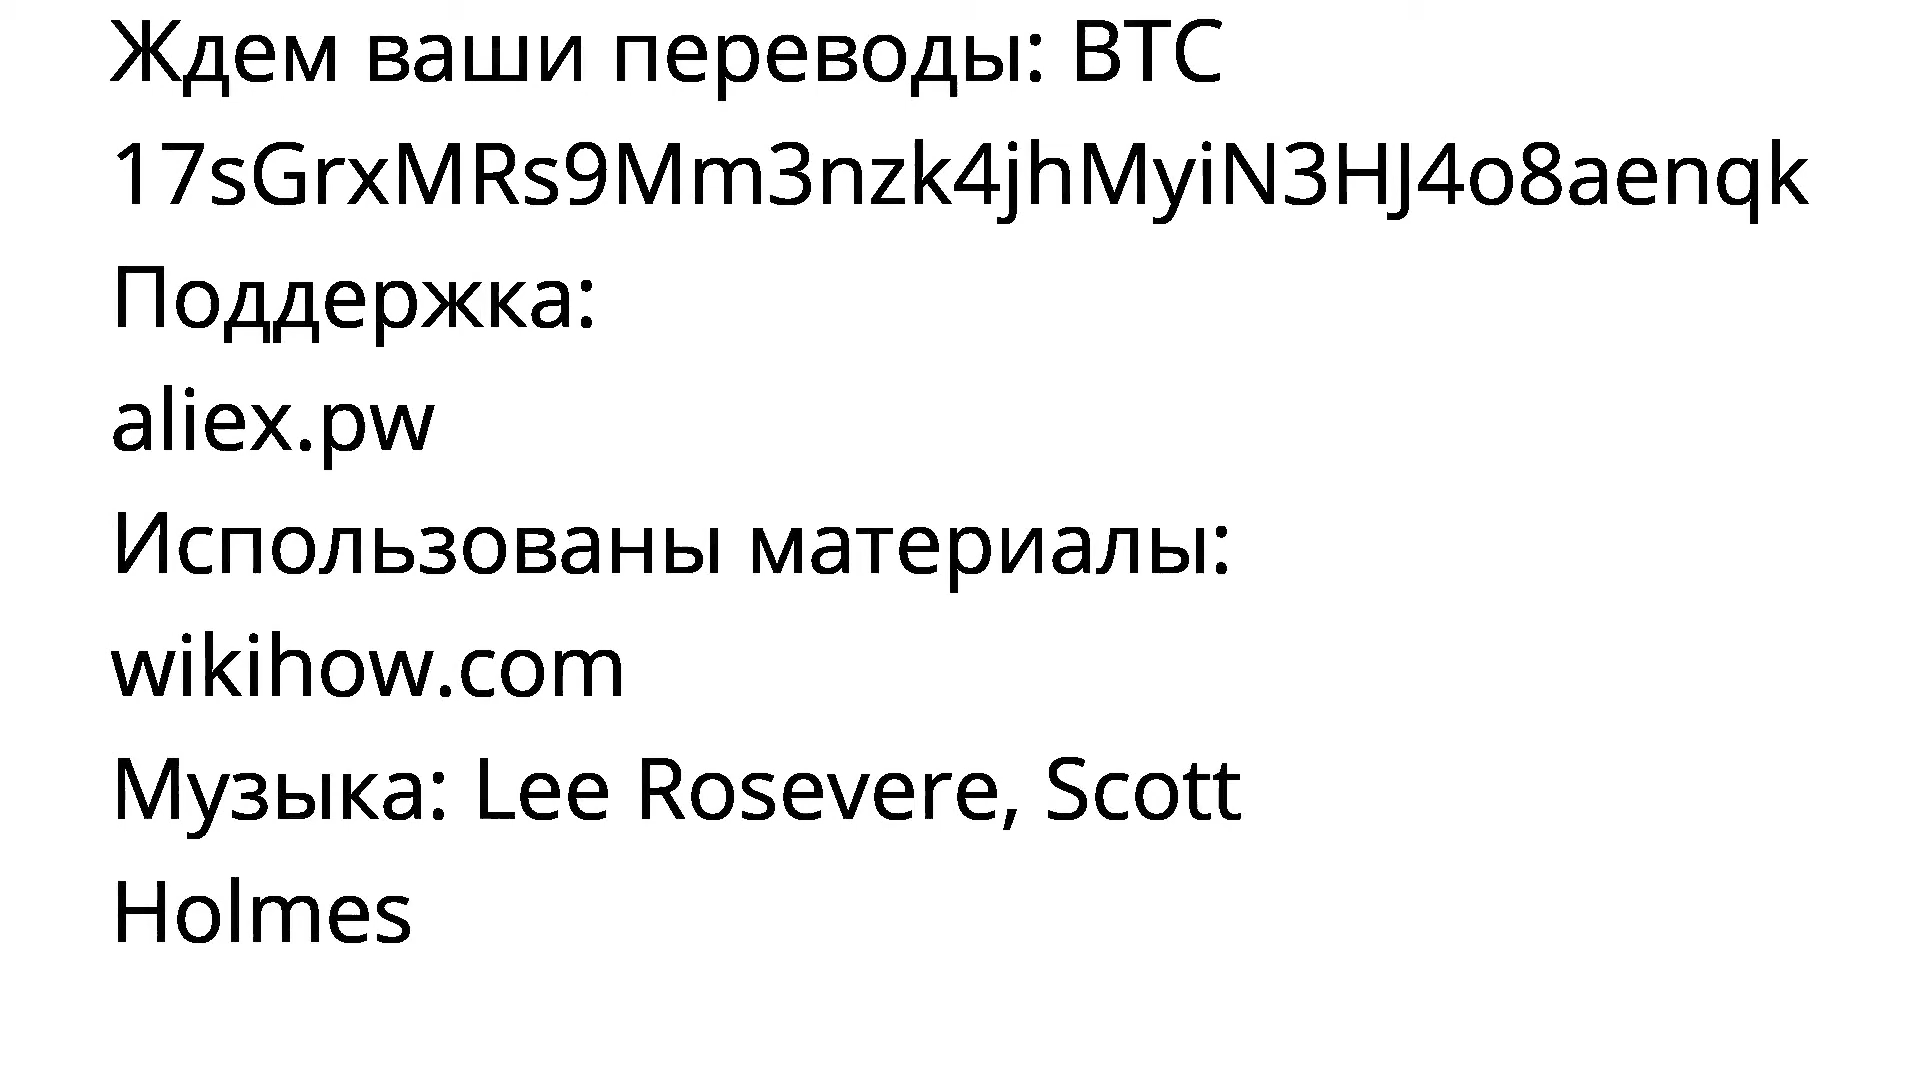 Ждем ваши переводы: BTC
17sGrxMRs9Mm3nzk4jhMyiN3HJ4o8aenqk
Поддержка:
aliex.pw
Использованы материалы:
wikihow.com
Музыка: Lee Rosevere, Scott
Holmes